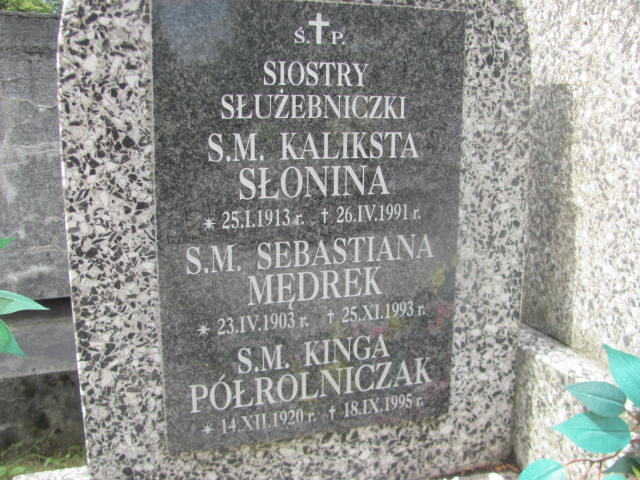 Ś. P.
SIOSTRY
SŁUŻEBNICZKI
S.M. KALIKSTA
SŁONINA
* 25.I.1913 r. † 26.IV.1991 r.
S.M. SEBASTIANA
MĘDREK
* 23.IV.1903 r. † 25.XI.1993 r.
S.M. KINGA
PÓŁROLNICZAK
* 14.XII.1920 r. † 18.IX.1995 r.